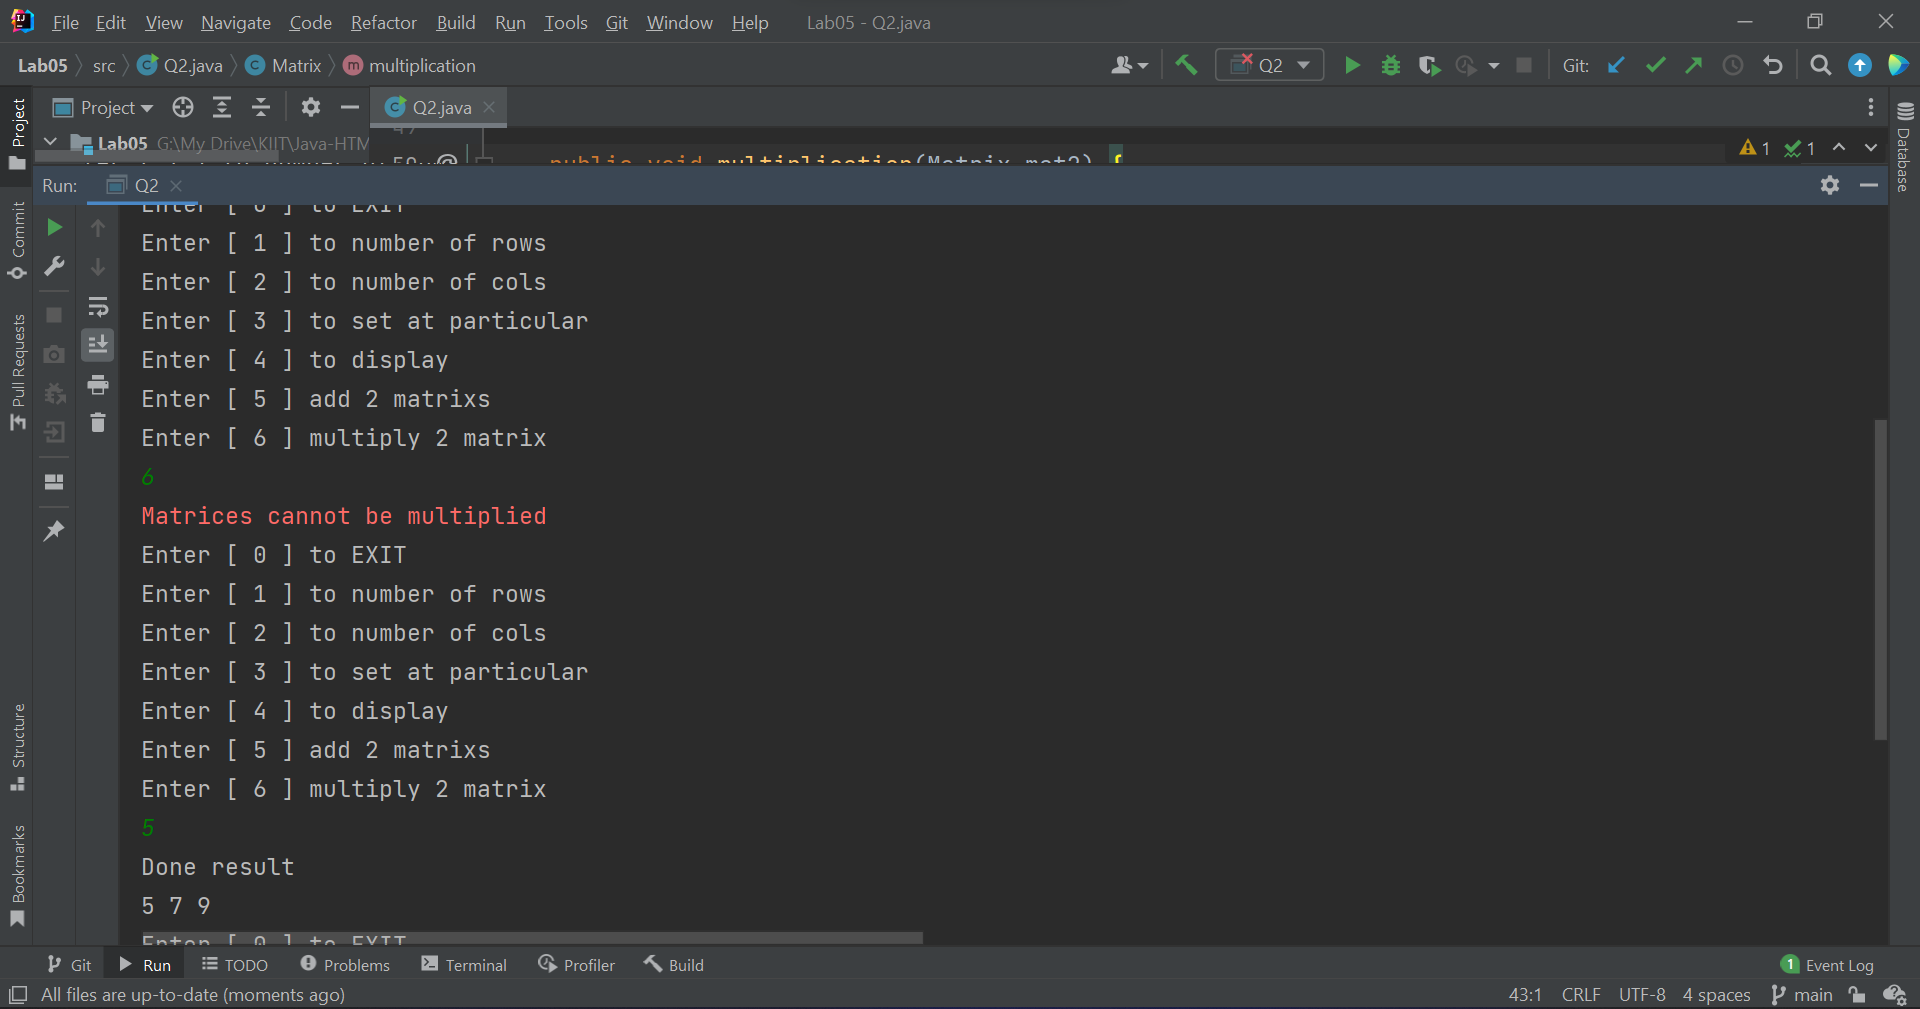 File Edit View Navigate Code Refactor Build Run Tools Git Window Help Lab05 - Q2.java
Lab05 src Q2.java Matrix multiplication Q2 Git:
Project Q2.java
Lab05 G:\My Drive\KIIT\Java-HTM
public void multiplication(Matrix mat2) { 1 1
Run: Q2
Enter [ 0 ] to EXIT
Enter [ 1 ] to number of rows
Enter [ 2 ] to number of cols
Enter [ 3 ] to set at particular
Enter [ 4 ] to display
Enter [ 5 ] add 2 matrixs
Enter [ 6 ] multiply 2 matrix
6
Matrices cannot be multiplied
Enter [ 0 ] to EXIT
Enter [ 1 ] to number of rows
Enter [ 2 ] to number of cols
Enter [ 3 ] to set at particular
Enter [ 4 ] to display
Enter [ 5 ] add 2 matrixs
Enter [ 6 ] multiply 2 matrix
5
Done result
5 7 9
Enter [ 0 ] to EXIT
Project
Commit
Pull Requests
Structure
Bookmarks
Database
Git Run TODO Problems Terminal Profiler Build 1 Event Log
All files are up-to-date (moments ago) 43:1 CRLF UTF-8 4 spaces main